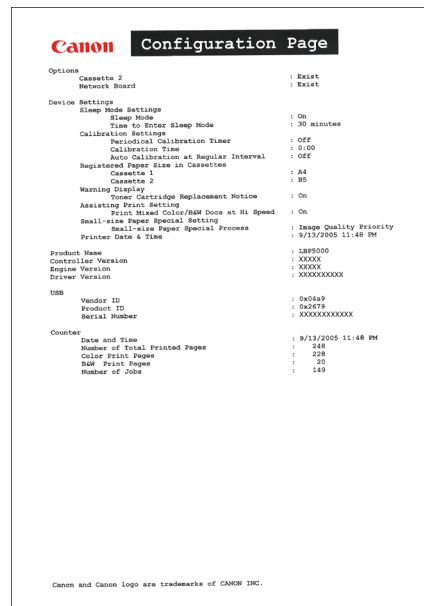 Canon Configuration Page
Options
Cassette 2 : Exist
Network Board : Exist
Device Settings
Sleep Mode Settings
Sleep Mode : On
Time to Enter Sleep Mode : 30 minutes
Calibration Settings
Periodical Calibration Timer : Off
Calibration Time : 0:00
Auto Calibration at Regular Interval : Off
Registered Paper Size in Cassettes
Cassette 1 : A4
Cassette 2 : B5
Warning Display
Toner Cartridge Replacement Notice : On
Assisting Print Setting
Print Mixed Color/B&W Docs at Hi Speed : On
Small-size Paper Special Setting
Small-size Paper Special Process : Image Quality Priority
Printer Date & Time : 9/13/2005 11:48 PM
Product Name : LBP5000
Controller Version : XXXXX
Engine Version : XXXXX
Driver Version : XXXXXXXXXX
USB
Vendor ID : 0x04a9
Product ID : 0x2679
Serial Number : XXXXXXXXXXXX
Counter
Date and Time : 9/13/2005 11:48 PM
Number of Total Printed Pages : 248
Color Print Pages : 228
B&W Print Pages : 20
Number of Jobs : 149
Canon and Canon logo are trademarks of CANON INC.